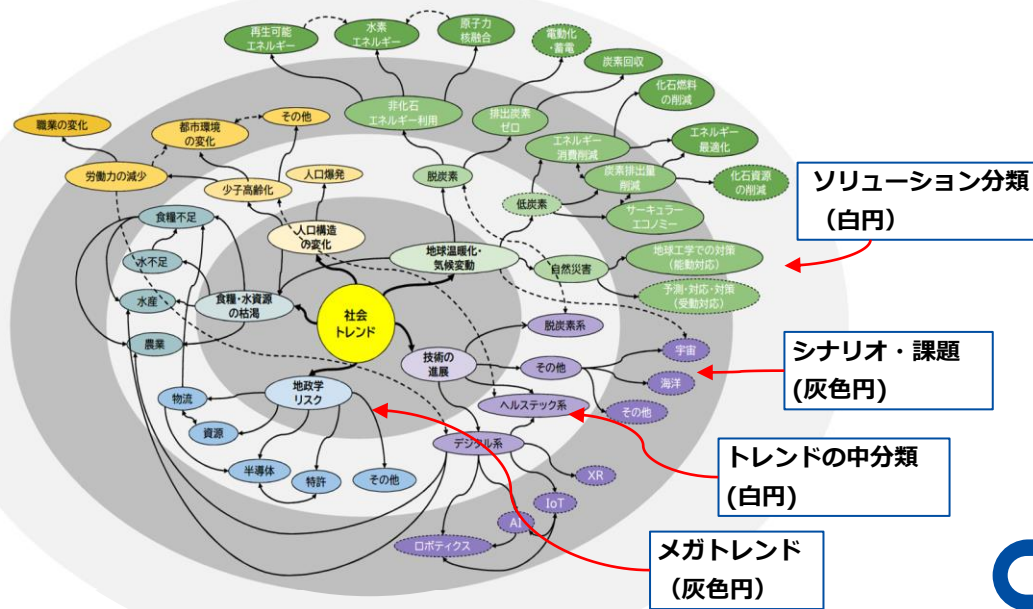 再生可能
エネルギー
水素
エネルギー
原子力
核融合
電動化
・蓄電
炭素回収
化石燃料
の削減
職業の変化
都市環境
の変化
その他
非化石
エネルギー利用
排出炭素
ゼロ
エネルギー
消費削減
エネルギー
最適化
労働力の減少
少子高齢化
人口爆発
脱炭素
炭素排出量
削減
化石資源
の削減
低炭素
サーキュラー
エコノミー
食糧不足
人口構造
の変化
地球温暖化・
気候変動
自然災害
地球工学での対策
(能動対応)
予測・対応・対策
(受動対応)
水不足
水産
食糧・水資源
の枯渇
社会
トレンド
脱炭素系
農業
技術の
進展
その他
宇宙
海洋
その他
物流
地政学
リスク
ヘルステック系
資源
デジタル系
半導体
特許
その他
XR
IoT
AI
ロボティクス
ソリューション分類
(白円)
シナリオ・課題
(灰色円)
トレンドの中分類
(白円)
メガトレンド
(灰色円)